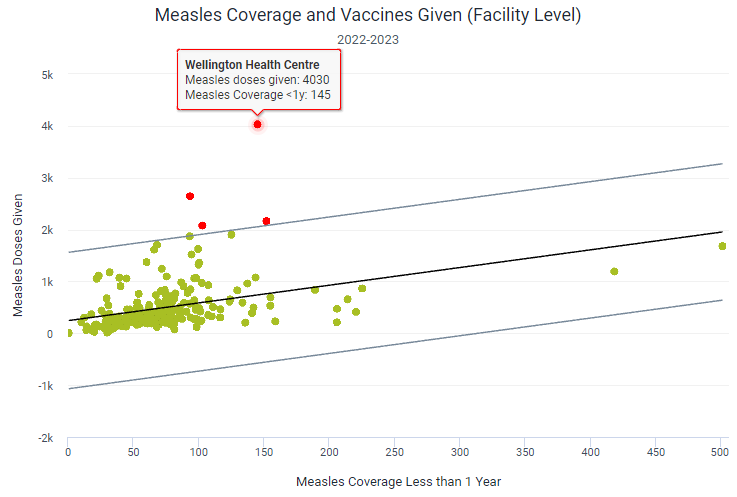 Measles Coverage and Vaccines Given (Facility Level)
2022-2023
Wellington Health Centre
Measles doses given: 4030
Measles Coverage <1y: 145
Measles Doses Given
5k
4k
3k
2k
1k
0
-1k
-2k
0 50 100 150 200 250 300 350 400 450 500
Measles Coverage Less than 1 Year